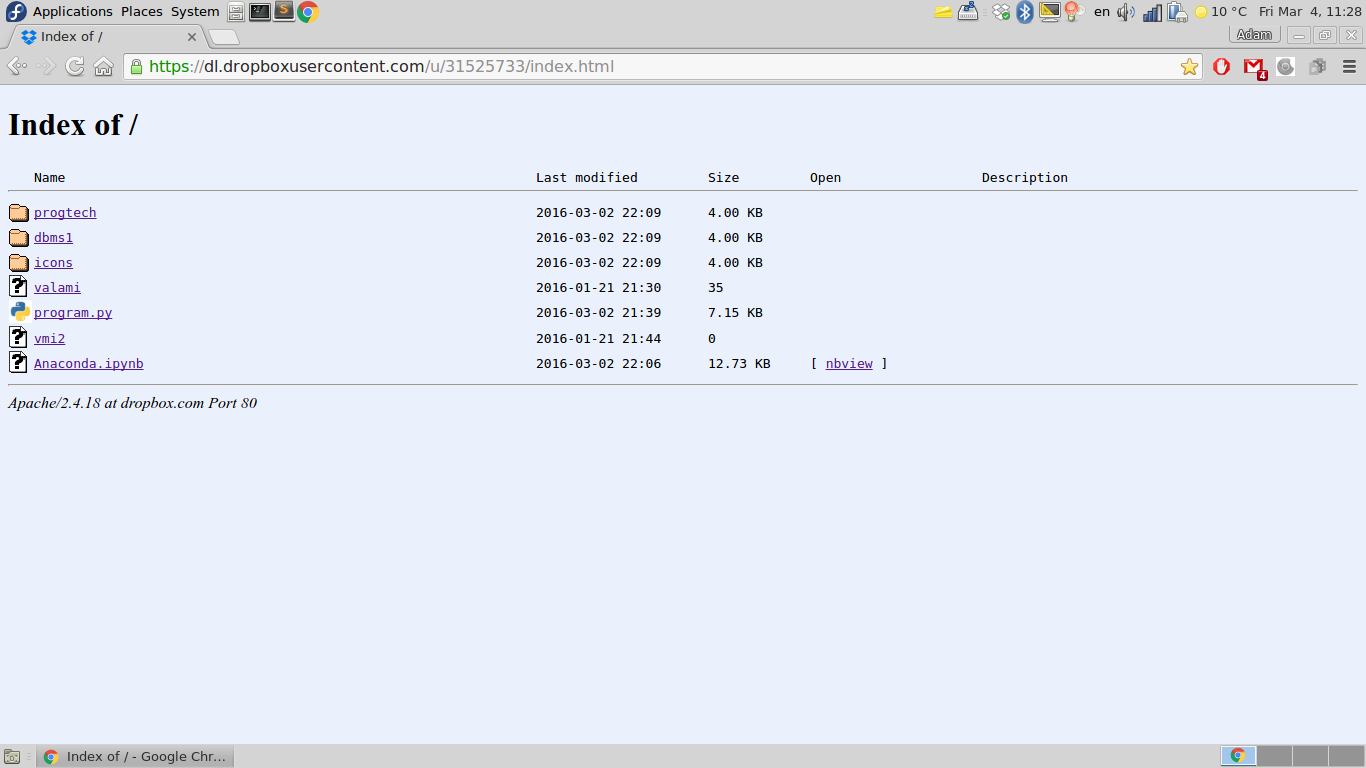 Applications Places System en 10 °C Fri Mar 4, 11:28
Index of / Adam
https://dl.dropboxusercontent.com/u/31525733/index.html 4
Index of /
Name Last modified Size Open Description
progtech 2016-03-02 22:09 4.00 KB
dbms1 2016-03-02 22:09 4.00 KB
icons 2016-03-02 22:09 4.00 KB
valami 2016-01-21 21:30 35
program.py 2016-03-02 21:39 7.15 KB
vmi2 2016-01-21 21:44 0
Anaconda.ipynb 2016-03-02 22:06 12.73 KB [ nbview ]
Apache/2.4.18 at dropbox.com Port 80
Index of / - Google Chr...